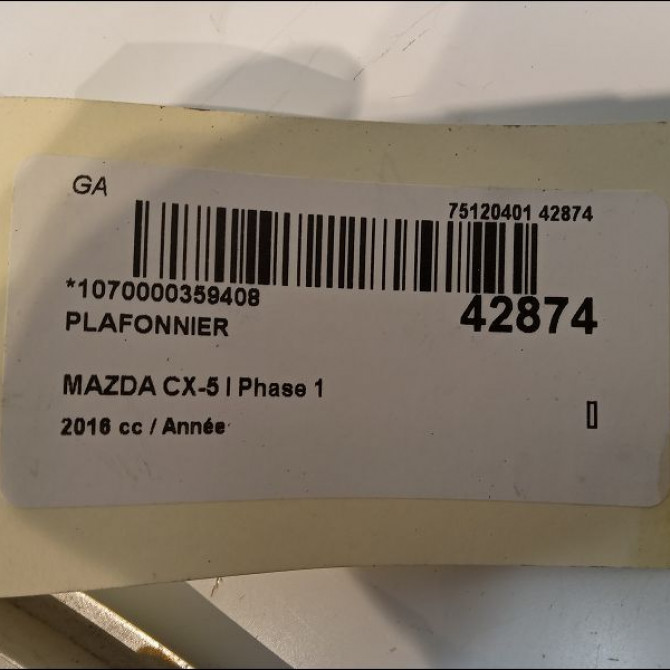 GA
75120401 42874
*1070000359408
42874
PLAFONNIER
MAZDA CX-5 I Phase 1
2016 cc / Année